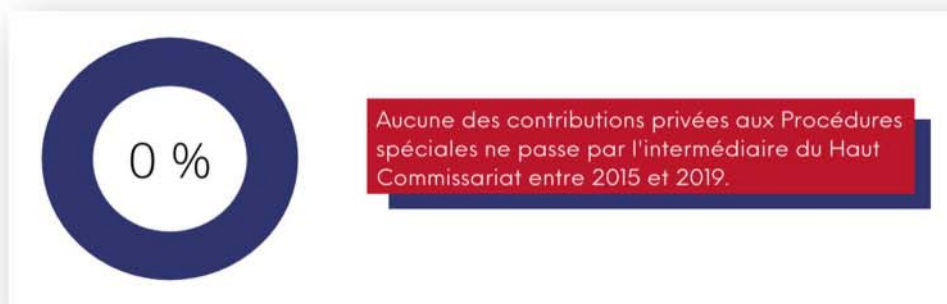 0 %
Aucune des contributions privées aux Procédures
spéciales ne passe par l'intermédiaire du Haut
Commissariat entre 2015 et 2019.